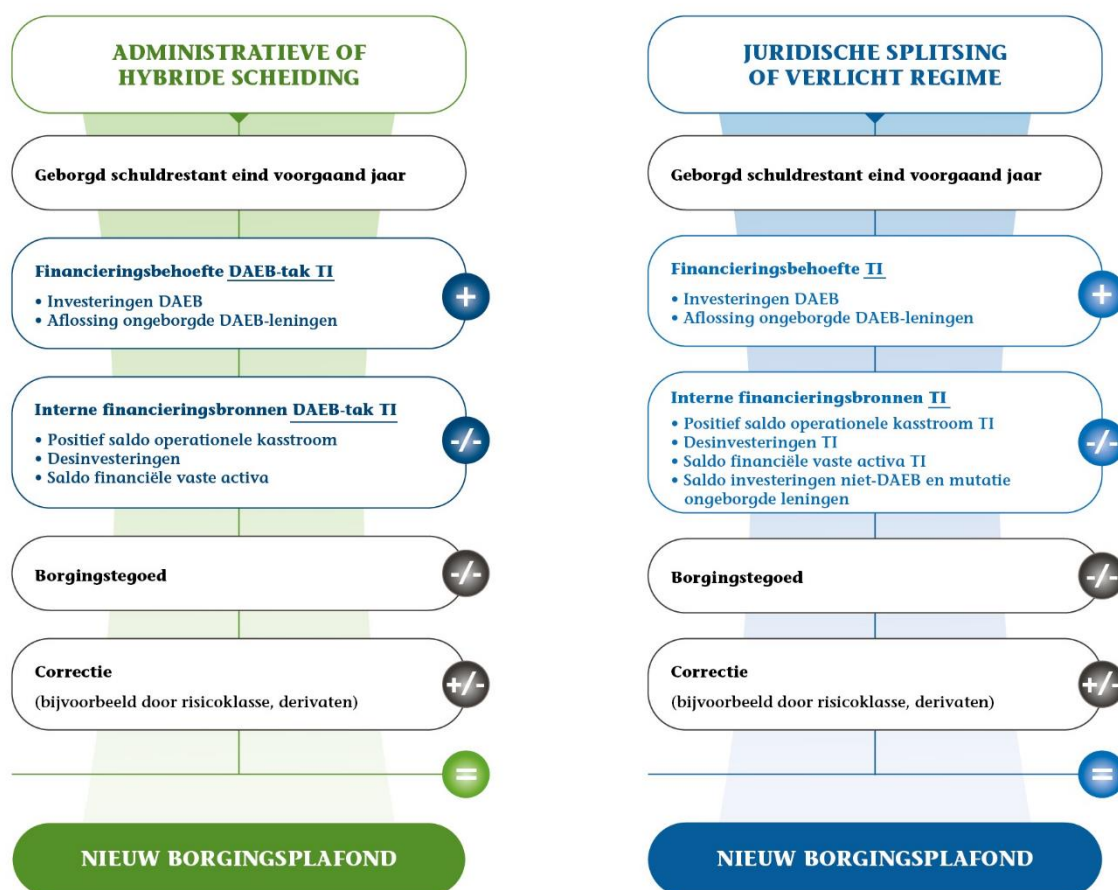 ADMINISTRATIEVE OF
HYBRIDE SCHEIDING
Geborgd schuldrestant eind voorgaand jaar
Financieringsbehoefte DAEB-tak TI
• Investeringen DAEB
• Aflossing ongeborgde DAEB-leningen
+
Interne financieringsbronnen DAEB-tak TI
• Positief saldo operationele kasstroom
• Desinvesteringen
• Saldo financiële vaste activa
-/-
Borgingstegoed
-/-
Correctie
(bijvoorbeeld door risicoklasse, derivaten)
+/-
=
NIEUW BORGINGSPLAFOND
JURIDISCHE SPLITSING
OF VERLICHT REGIME
Geborgd schuldrestant eind voorgaand jaar
Financieringsbehoefte TI
• Investeringen DAEB
• Aflossing ongeborgde DAEB-leningen
+
Interne financieringsbronnen TI
• Positief saldo operationele kasstroom TI
• Desinvesteringen TI
• Saldo financiële vaste activa TI
• Saldo investeringen niet-DAEB en mutatie
ongeborgde leningen
-/-
Borgingstegoed
-/-
Correctie
(bijvoorbeeld door risicoklasse, derivaten)
+/-
=
NIEUW BORGINGSPLAFOND